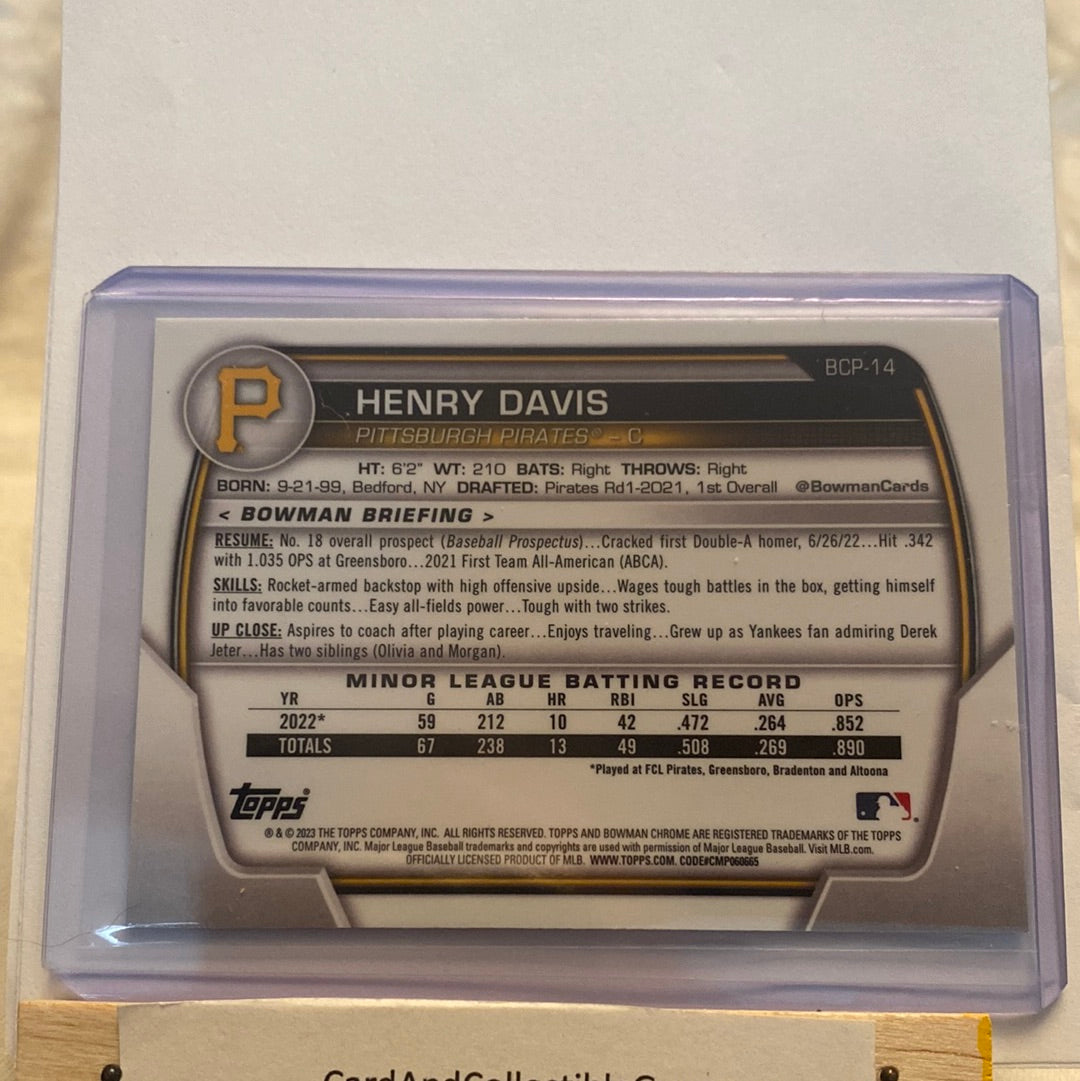 P
BCP-14
HENRY DAVIS
PITTSBURGH PIRATES® – C
HT: 6'2" WT: 210 BATS: Right THROWS: Right
BORN: 9-21-99, Bedford, NY DRAFTED: Pirates Rd1-2021, 1st Overall @BowmanCards
< BOWMAN BRIEFING >
RESUME: No. 18 overall prospect (Baseball Prospectus)...Cracked first Double-A homer, 6/26/22...Hit .342
with 1.035 OPS at Greensboro...2021 First Team All-American (ABCA).
SKILLS: Rocket-armed backstop with high offensive upside...Wages tough battles in the box, getting himself
into favorable counts...Easy all-fields power...Tough with two strikes.
UP CLOSE: Aspires to coach after playing career...Enjoys traveling...Grew up as Yankees fan admiring Derek
Jeter...Has two siblings (Olivia and Morgan).
MINOR LEAGUE BATTING RECORD
YR G AB HR RBI SLG AVG OPS
2022* 59 212 10 42 .472 .264 .852
TOTALS 67 238 13 49 .508 .269 .890
*Played at FCL Pirates, Greensboro, Bradenton and Altoona
Topps®
® & © 2023 THE TOPPS COMPANY, INC. ALL RIGHTS RESERVED. TOPPS AND BOWMAN CHROME ARE REGISTERED TRADEMARKS OF THE TOPPS
COMPANY, INC. Major League Baseball trademarks and copyrights are used with permission of Major League Baseball. Visit MLB.com.
OFFICIALLY LICENSED PRODUCT OF MLB. WWW.TOPPS.COM. CODE#CMP060665